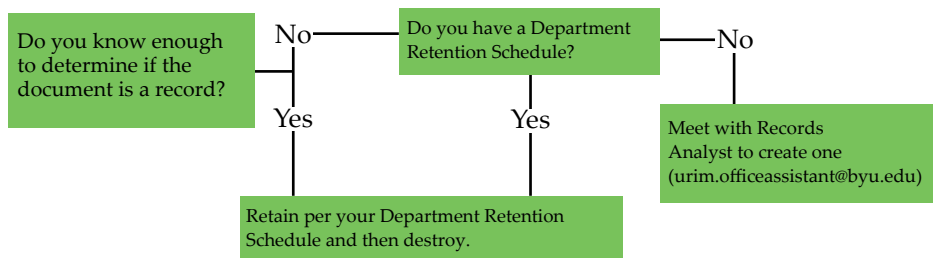 Do you know enough
to determine if the
document is a record?
No
Do you have a Department
Retention Schedule?
No
Yes
Yes
Meet with Records
Analyst to create one
(urim.officeassistant@byu.edu)
Retain per your Department Retention
Schedule and then destroy.